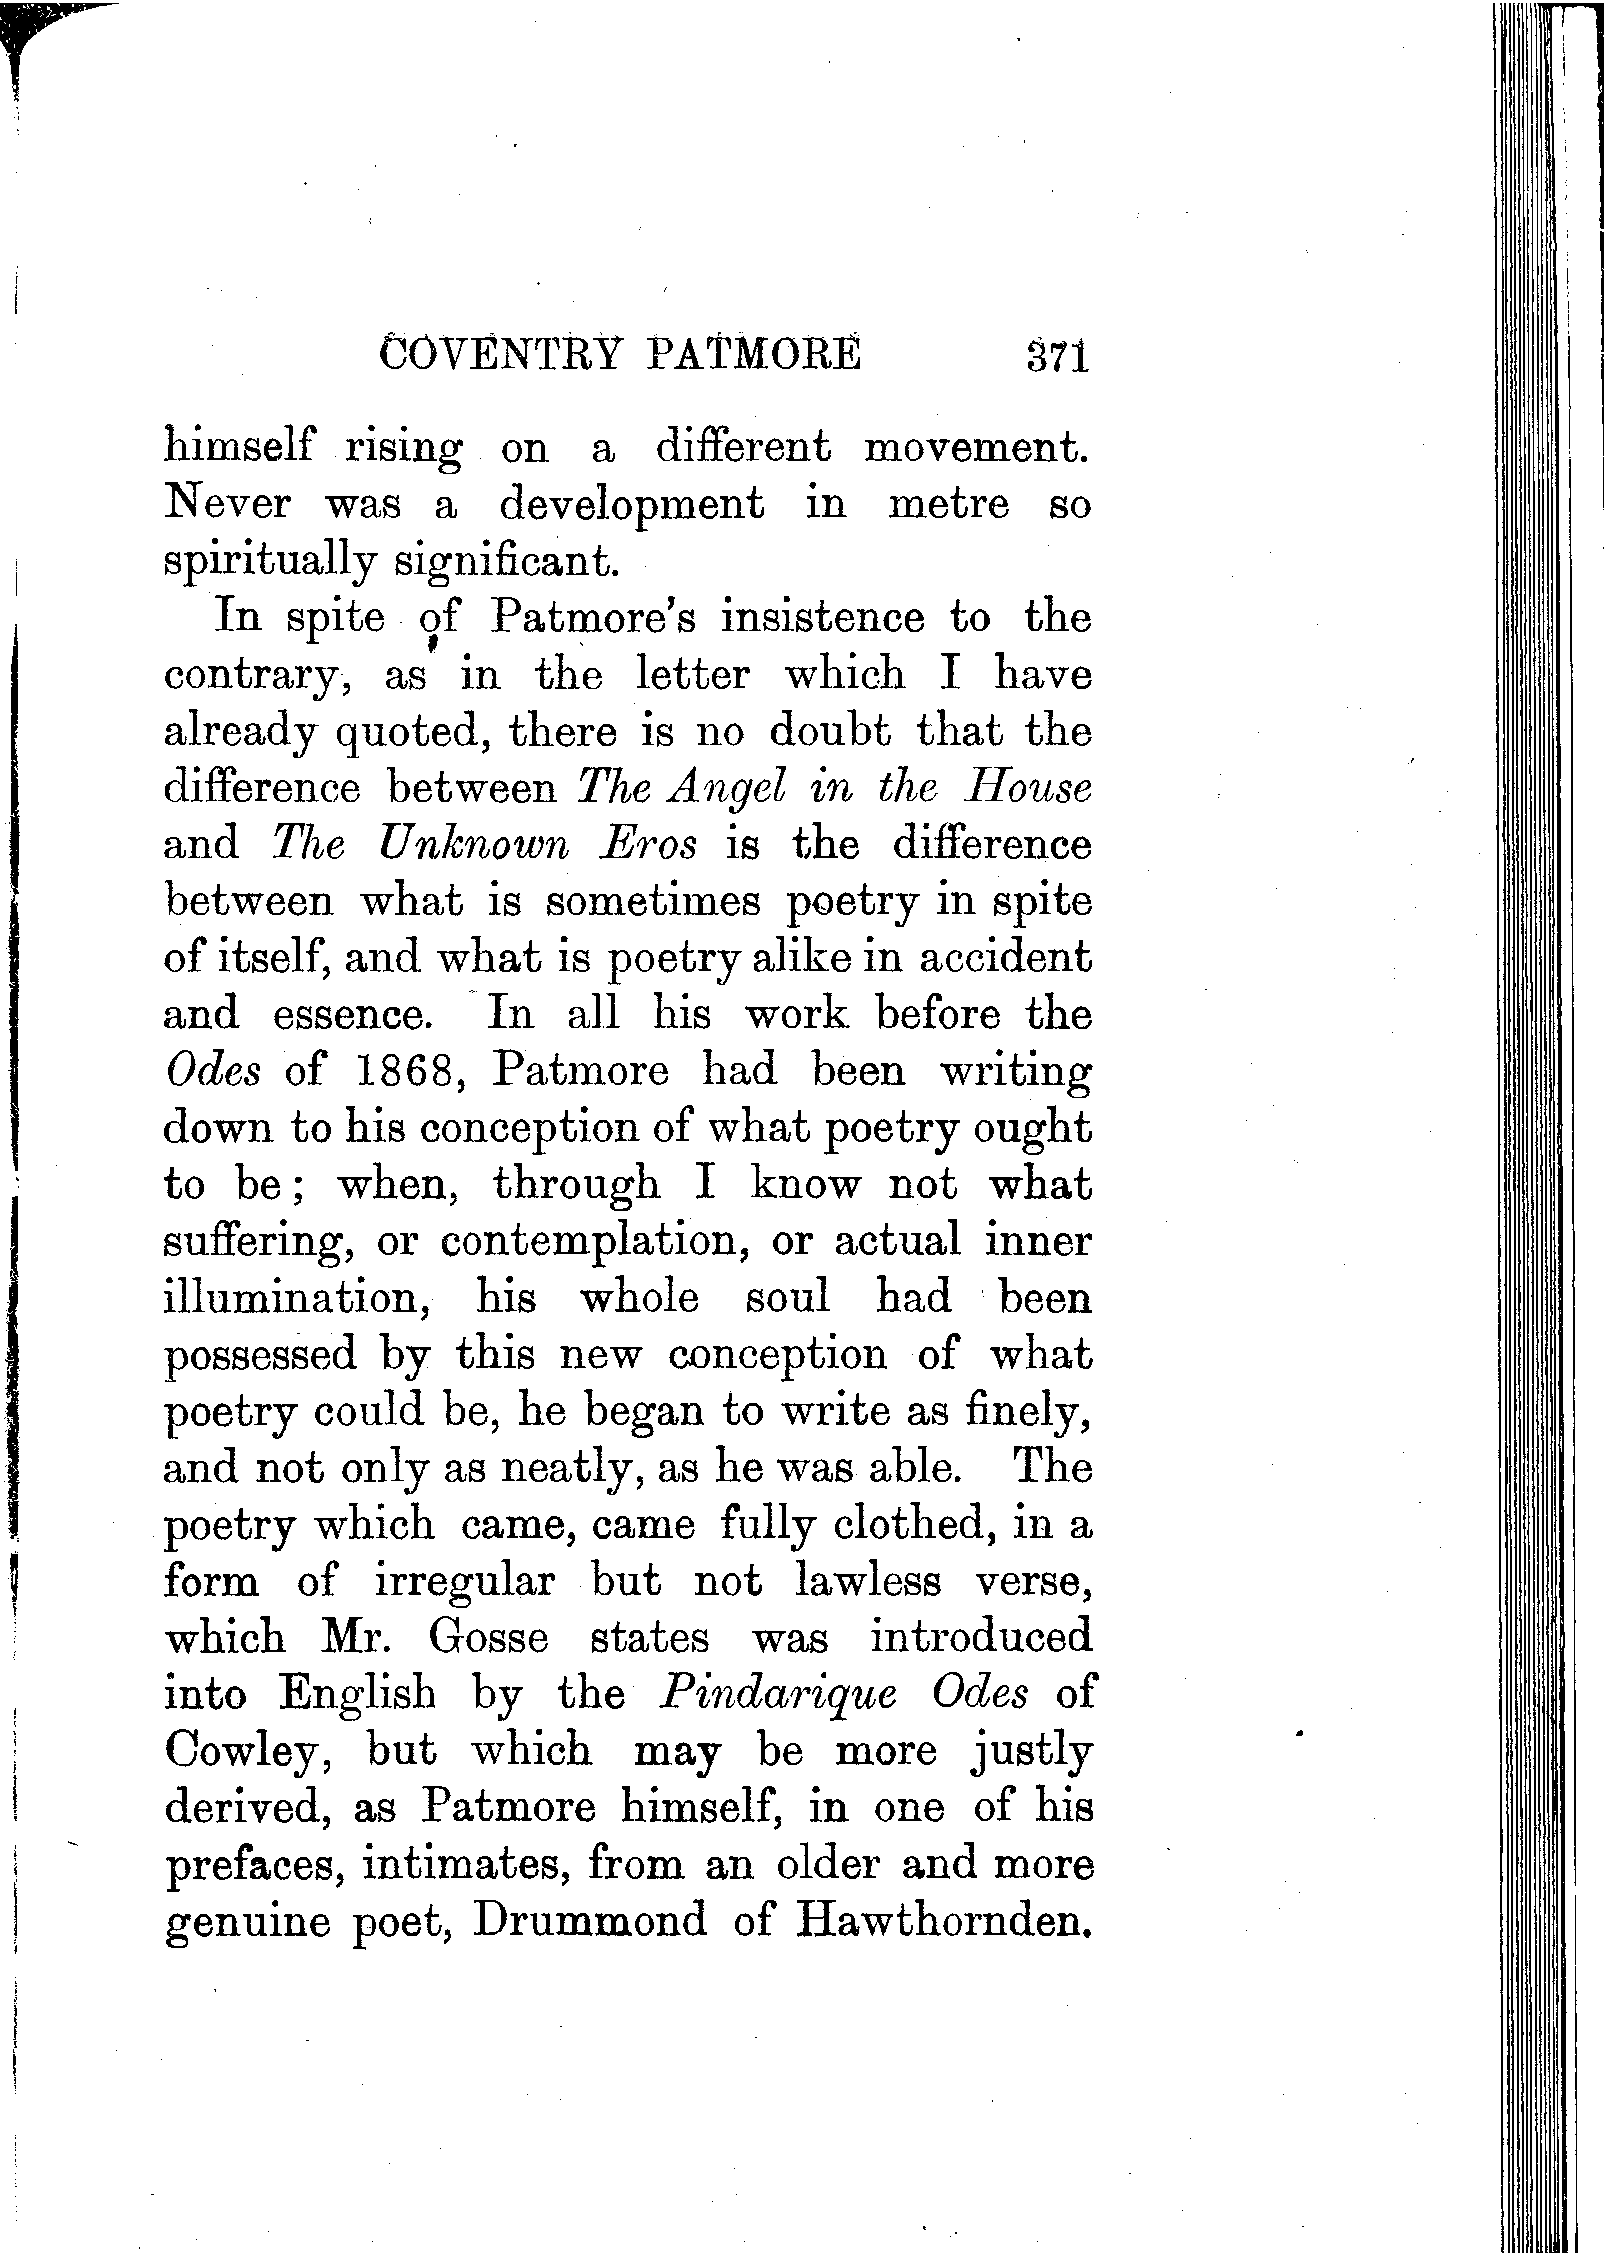 COVENTRY PATMORE 371
himself rising on a different movement.
Never was a development in metre so
spiritually significant.
In spite of Patmore's insistence to the
contrary, as in the letter which I have
already quoted, there is no doubt that the
difference between The Angel in the House
and The Unknown Eros is the difference
between what is sometimes poetry in spite
of itself, and what is poetry alike in accident
and essence. In all his work before the
Odes of 1868, Patmore had been writing
down to his conception of what poetry ought
to be; when, through I know not what
suffering, or contemplation, or actual inner
illumination, his whole soul had been
possessed by this new conception of what
poetry could be, he began to write as finely,
and not only as neatly, as he was able. The
poetry which came, came fully clothed, in a
form of irregular but not lawless verse,
which Mr. Gosse states was introduced
into English by the Pindarique Odes of
Cowley, but which may be more justly
derived, as Patmore himself, in one of his
prefaces, intimates, from an older and more
genuine poet, Drummond of Hawthornden.